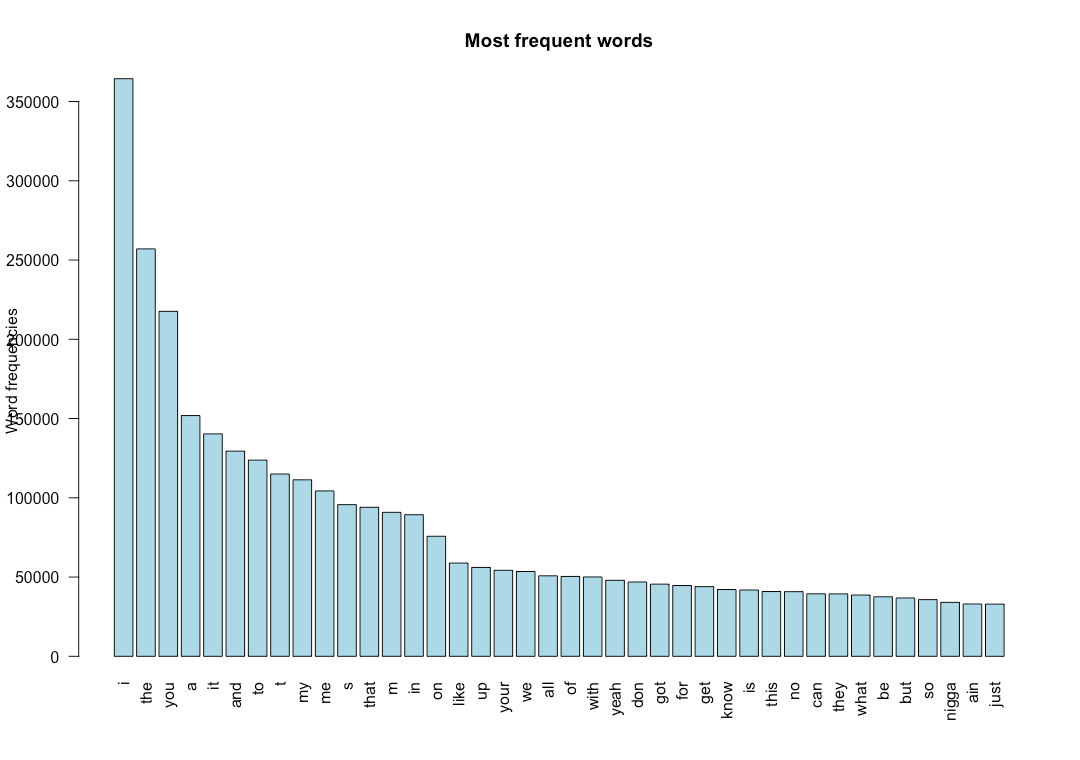 Most frequent words
Word frequencies
350000
300000
250000
200000
150000
100000
50000
0
i
the
you
a
it
and
to
t
my
me
s
that
m
in
on
like
up
your
we
all
of
with
yeah
don
got
for
get
know
is
this
no
can
they
what
be
but
so
nigga
ain
just